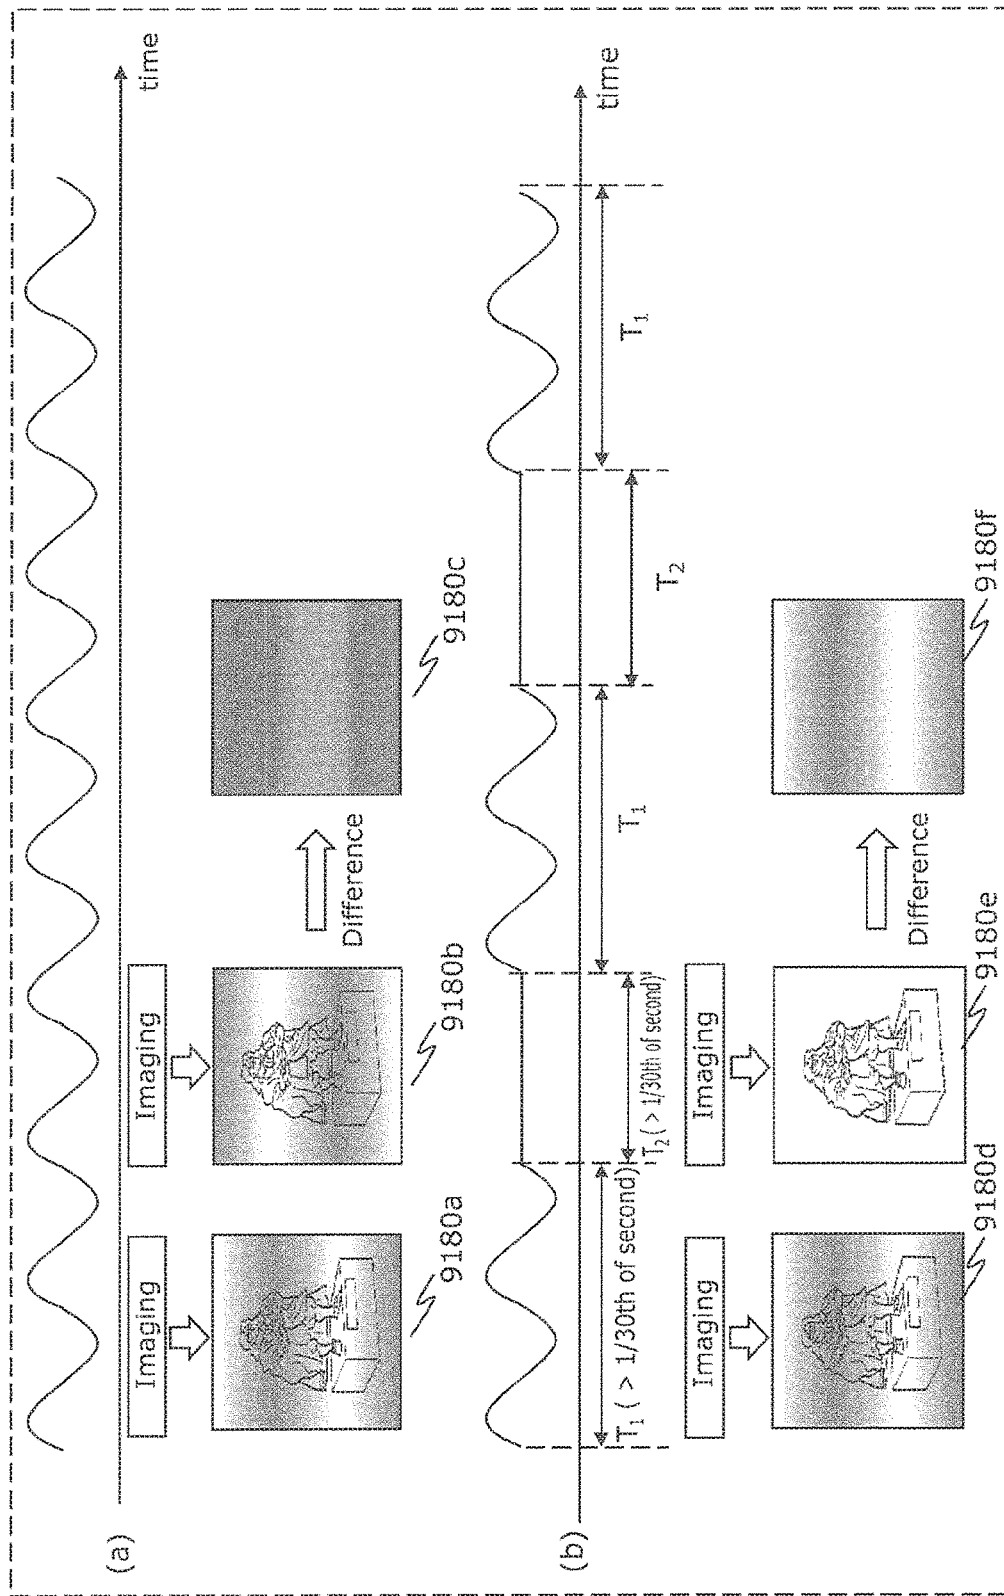 (a)
time
Imaging
Imaging
9180a
9180b
Difference
9180c
(b)
time
T₁ ( > 1/30th of second)
T₂ ( > 1/30th of second)
T₁
T₂
T₁
Imaging
Imaging
9180d
9180e
Difference
9180f